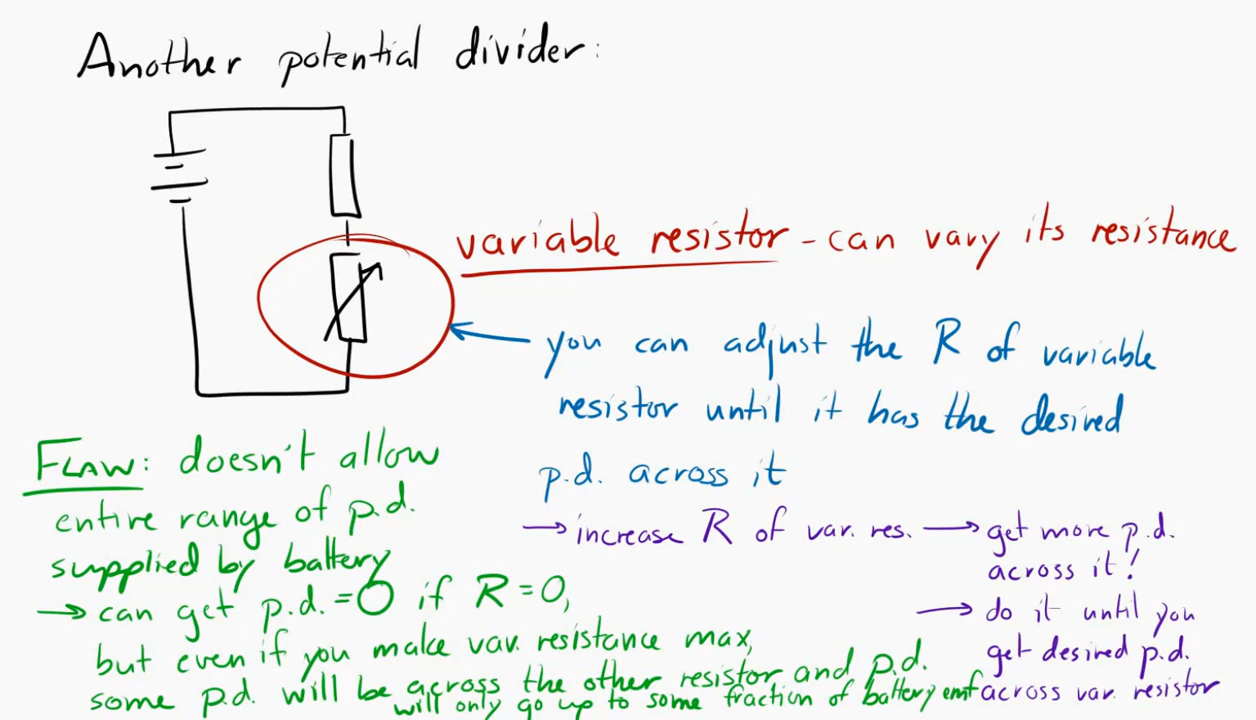 Another potential divider:
variable resistor - can vary its resistance
you can adjust the R of variable
resistor until it has the desired
p.d. across it
→ increase R of var. res. → get more p.d.
across it!
→ do it until you
get desired p.d.
across var. resistor
FLAW: doesn't allow
entire range of p.d.
supplied by battery
→ can get p.d. = O if R = 0,
but even if you make var. resistance max,
some p.d. will be across the other resistor and p.d.
will only go up to some fraction of battery emf